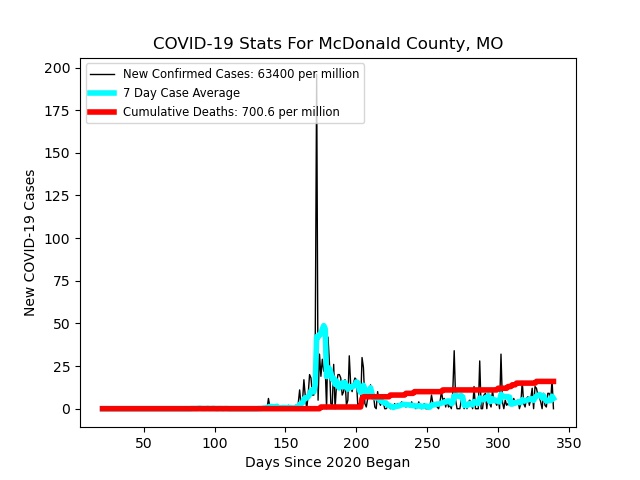 COVID-19 Stats For McDonald County, MO
New Confirmed Cases: 63400 per million
7 Day Case Average
Cumulative Deaths: 700.6 per million
New COVID-19 Cases
200
175
150
125
100
75
50
25
0
50 100 150 200 250 300 350
Days Since 2020 Began